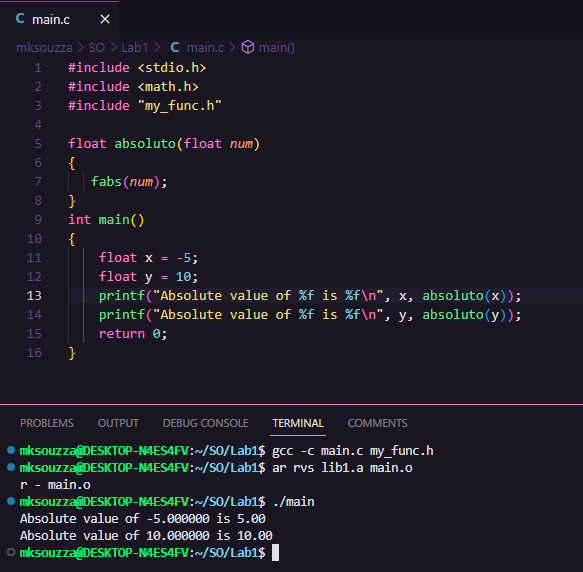 C main.c ×
mksouzza > SO > Lab1 > C main.c > main()
1 #include <stdio.h>
2 #include <math.h>
3 #include "my_func.h"
4
5 float absoluto(float num)
6 {
7 fabs(num);
8 }
9 int main()
10 {
11 float x = -5;
12 float y = 10;
13 printf("Absolute value of %f is %f\n", x, absoluto(x));
14 printf("Absolute value of %f is %f\n", y, absoluto(y));
15 return 0;
16 }
PROBLEMS OUTPUT DEBUG CONSOLE TERMINAL COMMENTS
mksouzza@DESKTOP-N4ES4FV:~/SO/Lab1$ gcc -c main.c my_func.h
mksouzza@DESKTOP-N4ES4FV:~/SO/Lab1$ ar rvs lib1.a main.o
r - main.o
mksouzza@DESKTOP-N4ES4FV:~/SO/Lab1$ ./main
Absolute value of -5.000000 is 5.00
Absolute value of 10.000000 is 10.00
mksouzza@DESKTOP-N4ES4FV:~/SO/Lab1$